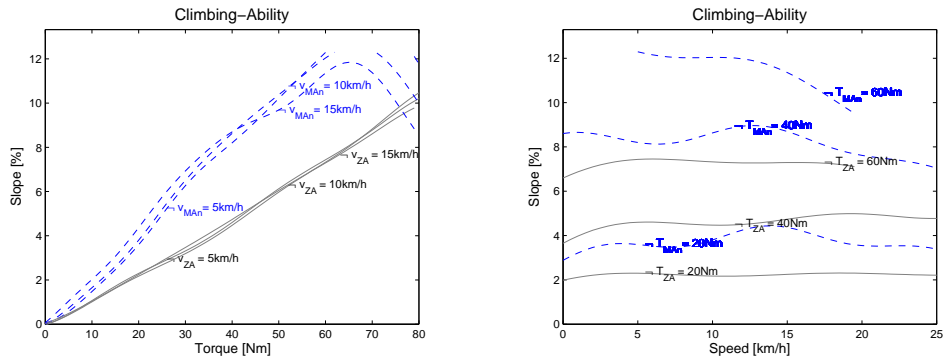 Climbing−Ability
12
10
8
6
4
2
0
Slope [%]
v_MAn = 10km/h
v_MAn = 15km/h
v_ZA = 15km/h
v_ZA = 10km/h
v_MAn = 5km/h
v_ZA = 5km/h
0 10 20 30 40 50 60 70 80
Torque [Nm]
Climbing−Ability
12
10
8
6
4
2
0
Slope [%]
T_MAn = 60Nm
T_MAn = 40Nm
T_ZA = 60Nm
T_ZA = 40Nm
T_MAn = 20Nm
T_ZA = 20Nm
0 5 10 15 20 25
Speed [km/h]